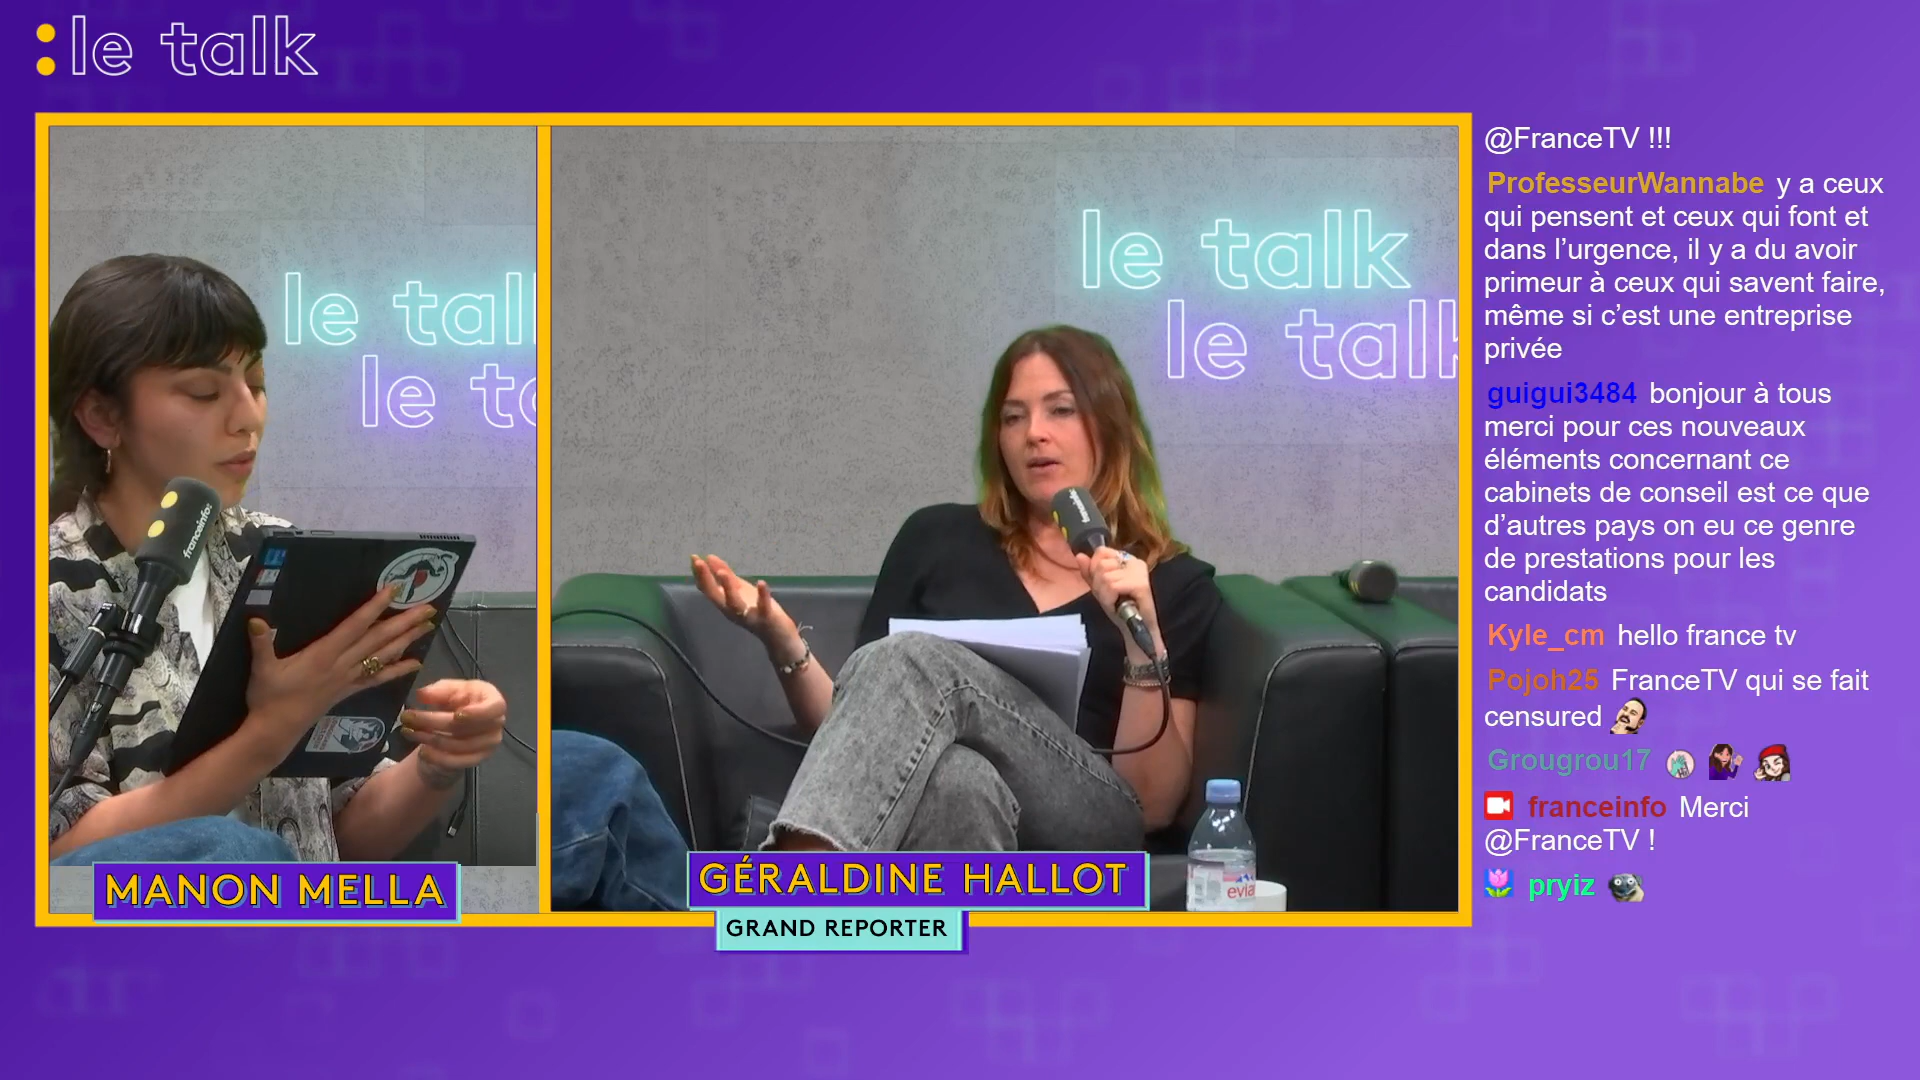 :le talk
le tal
le to
le talk
le talk
franceinfo:
franceinfo:
evia
MANON MELLA
GÉRALDINE HALLOT
GRAND REPORTER
@FranceTV !!!
ProfesseurWannabe y a ceux
qui pensent et ceux qui font et
dans l’urgence, il y a du avoir
primeur à ceux qui savent faire,
même si c’est une entreprise
privée
guigui3484 bonjour à tous
merci pour ces nouveaux
éléments concernant ce
cabinets de conseil est ce que
d’autres pays on eu ce genre
de prestations pour les
candidats
Kyle_cm hello france tv
Pojoh25 FranceTV qui se fait
censured
Grougrou17
franceinfo Merci
@FranceTV !
pryiz